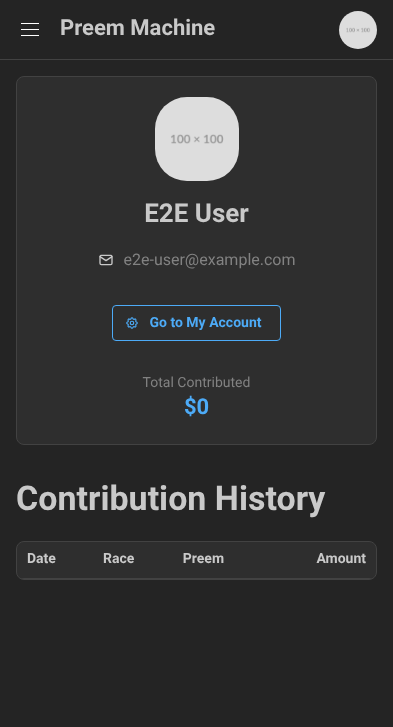 Preem Machine
100 × 100
100 × 100
E2E User
e2e-user@example.com
Go to My Account
Total Contributed
$0
Contribution History
Date Race Preem Amount